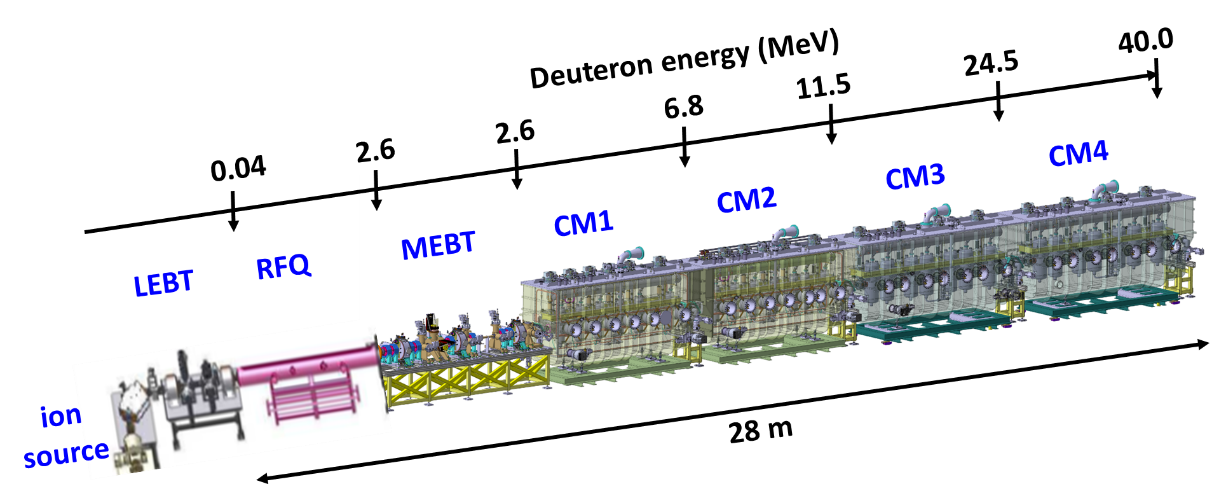 Deuteron energy (MeV)
0.04
2.6
2.6
6.8
11.5
24.5
40.0
LEBT
RFQ
MEBT
CM1
CM2
CM3
CM4
ion
source
28 m